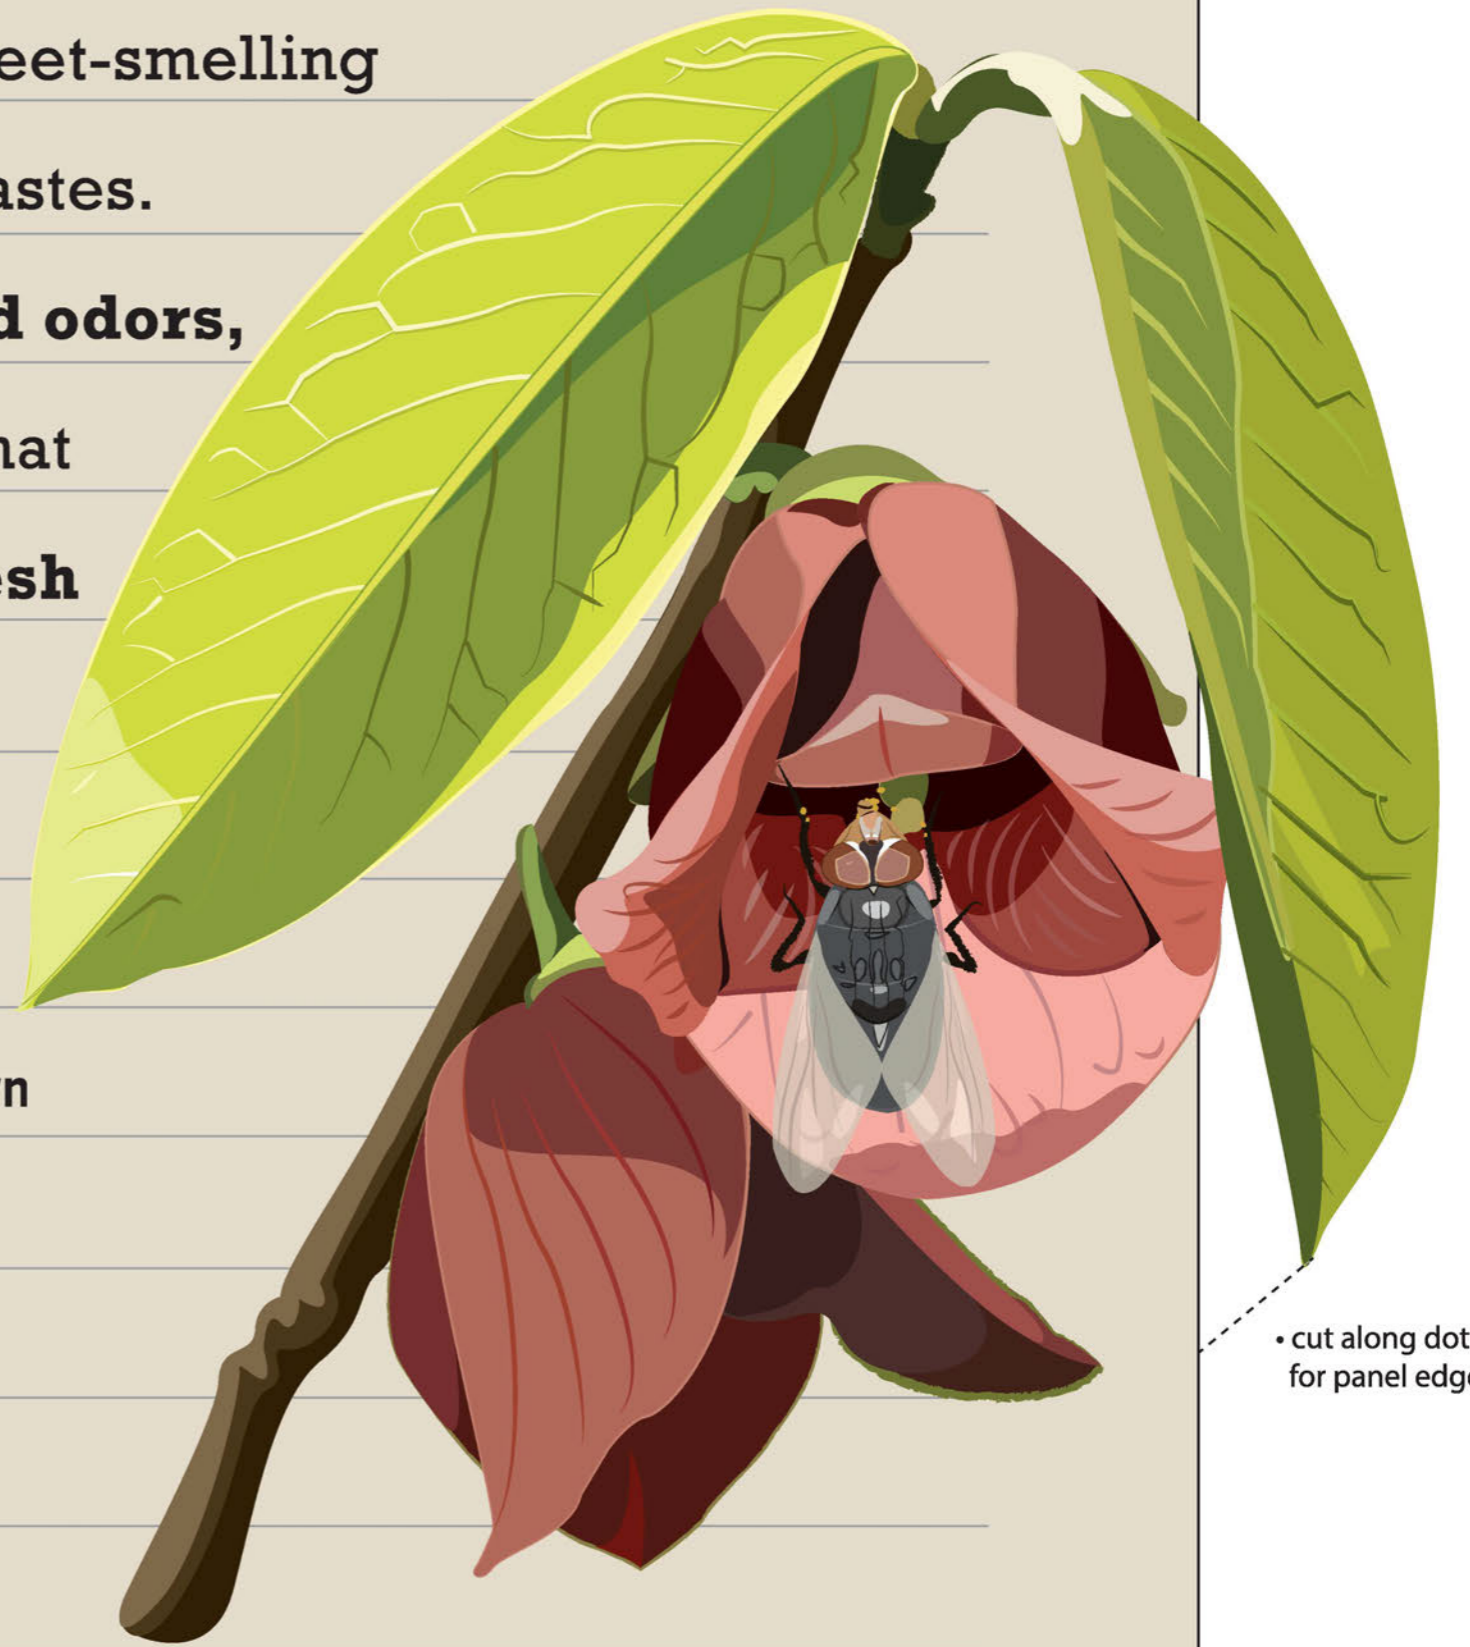 eet-smelling
astes.
d odors,
hat
esh
n
• cut along dot
for panel edge